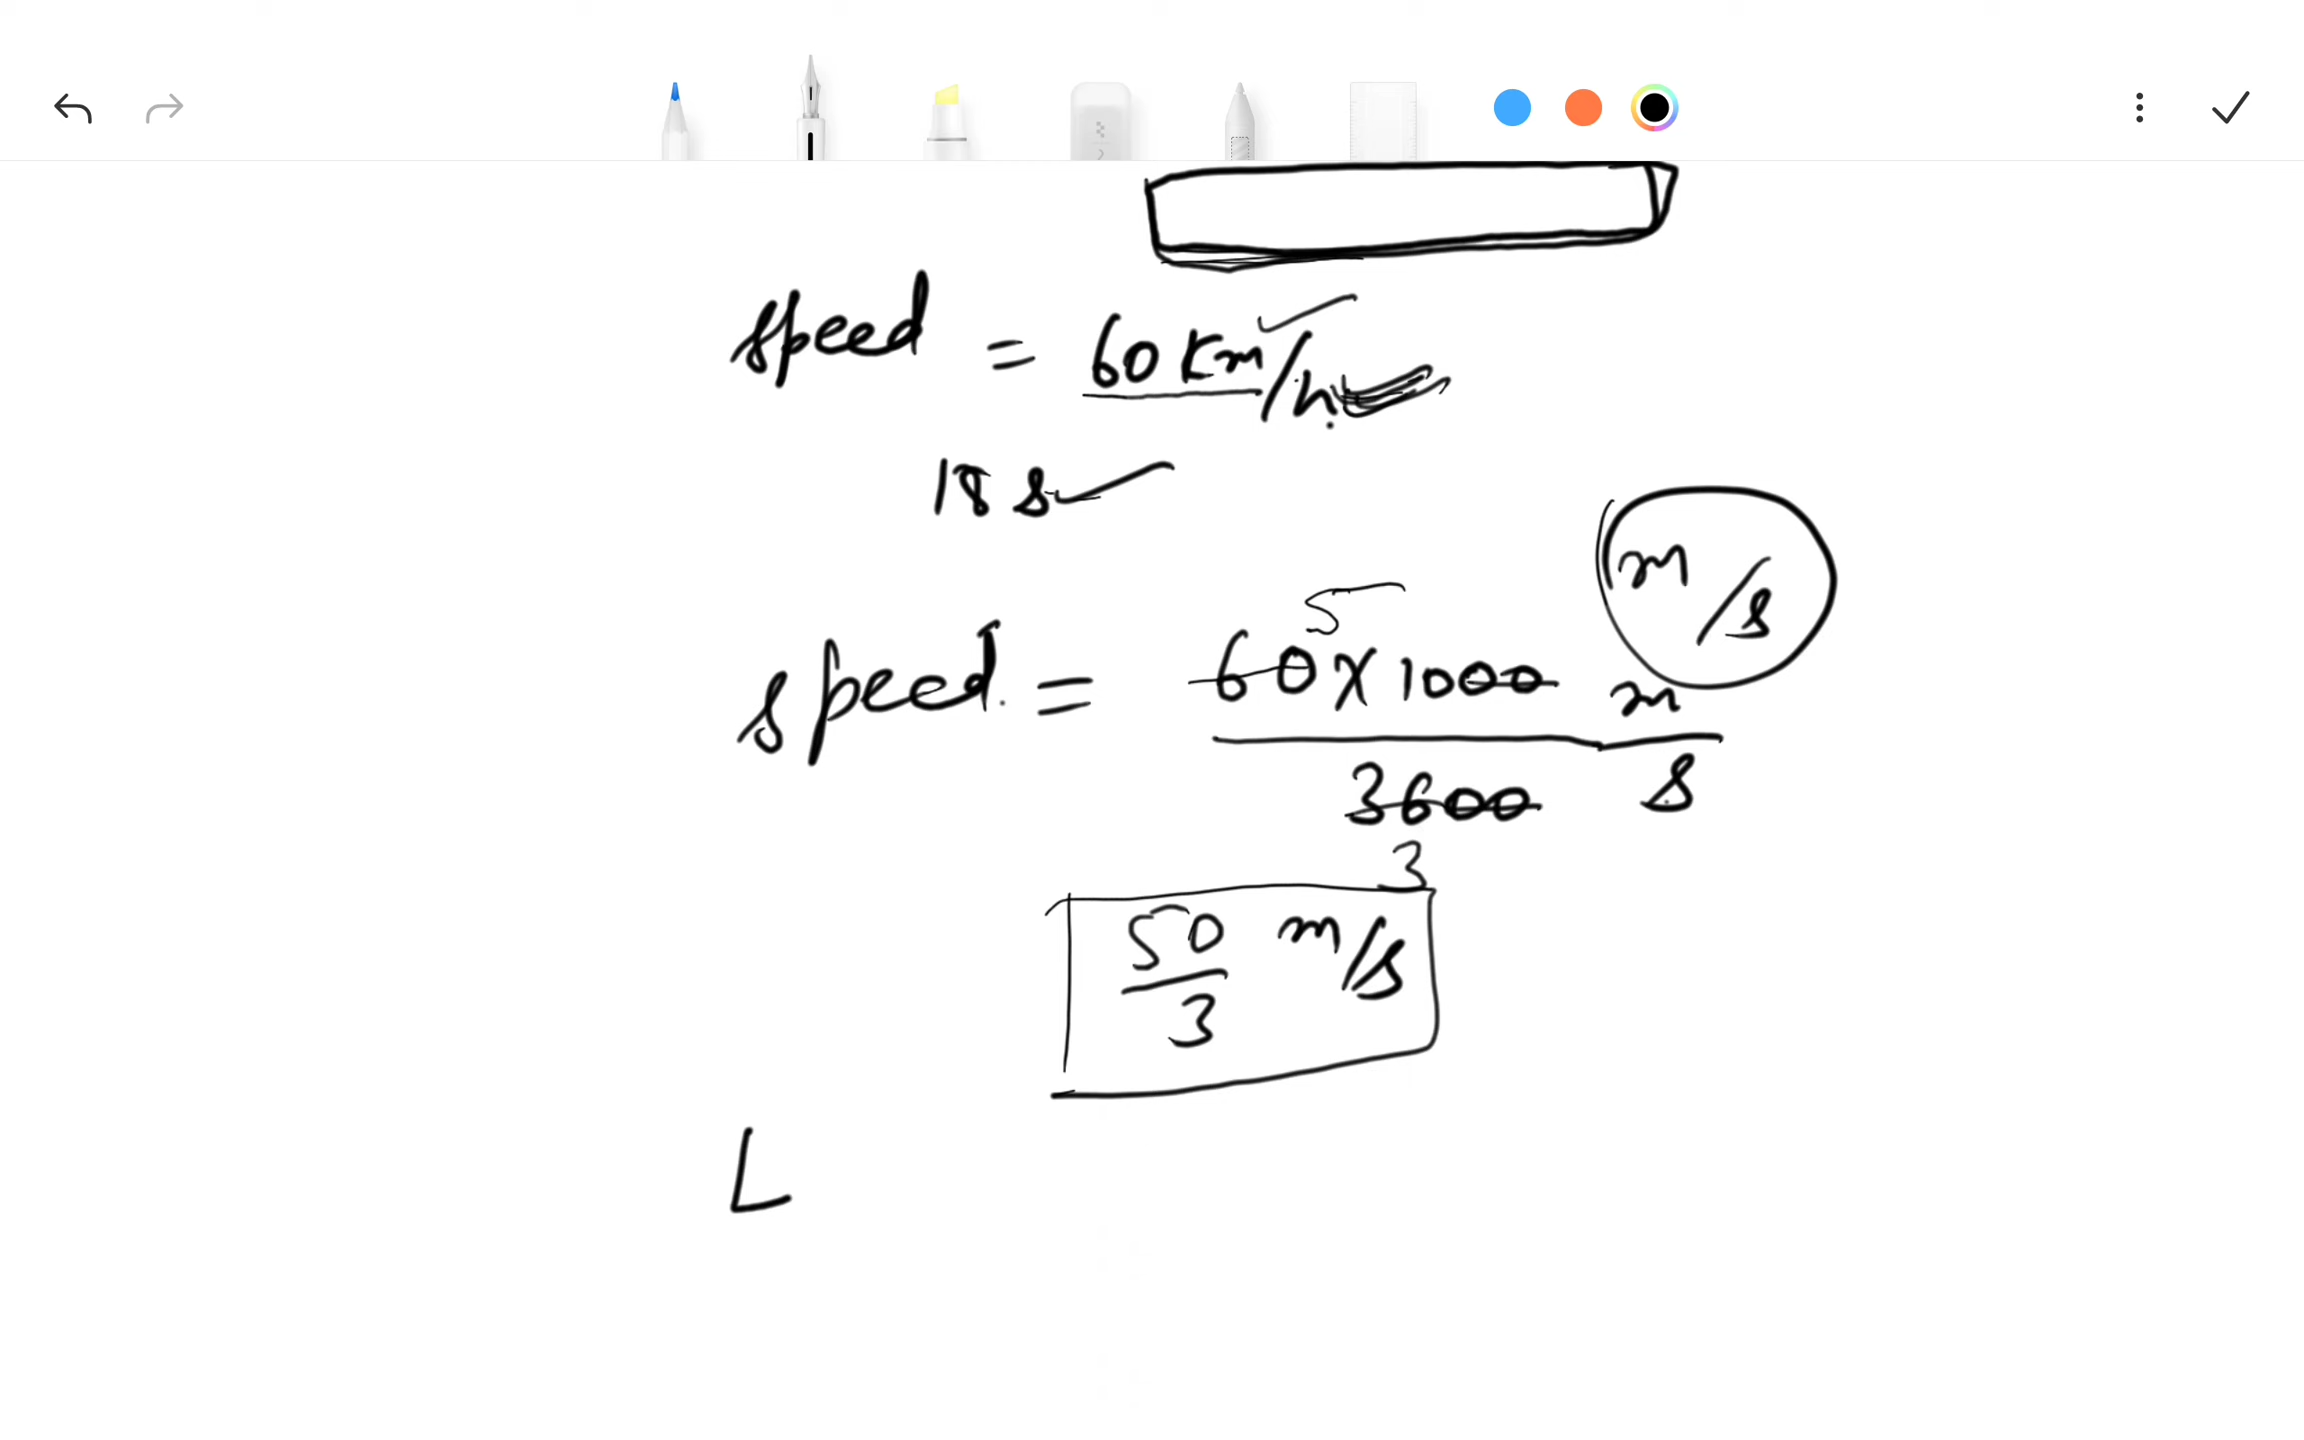 speed = 60 Km/h
18 s
m/s
5
speed = 60 X 1000 m
3600 s
3
50 m/s
3
L